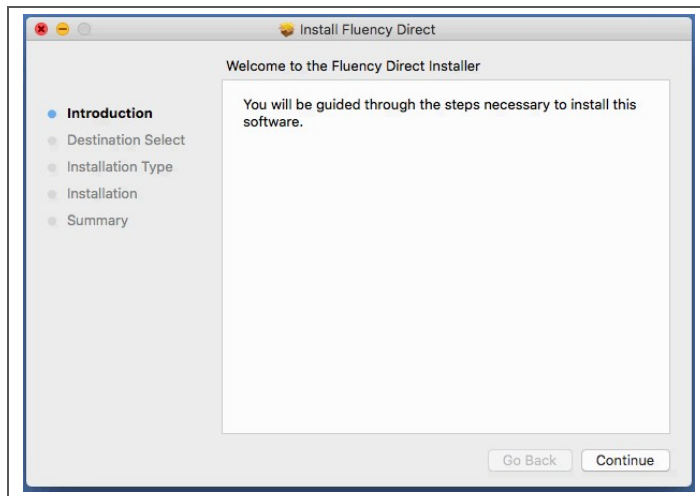 Install Fluency Direct
Welcome to the Fluency Direct Installer
Introduction
Destination Select
Installation Type
Installation
Summary
You will be guided through the steps necessary to install this
software.
Go Back
Continue